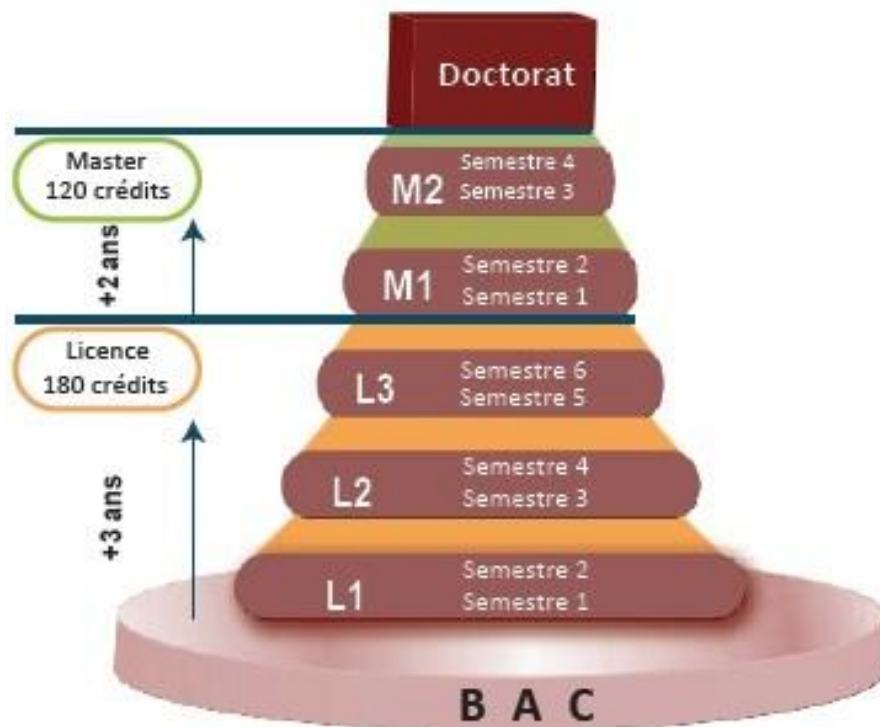 Doctorat
Master
120 crédits
M2
Semestre 4
Semestre 3
+2 ans
M1
Semestre 2
Semestre 1
Licence
180 crédits
L3
Semestre 6
Semestre 5
L2
Semestre 4
Semestre 3
+3 ans
L1
Semestre 2
Semestre 1
B A C